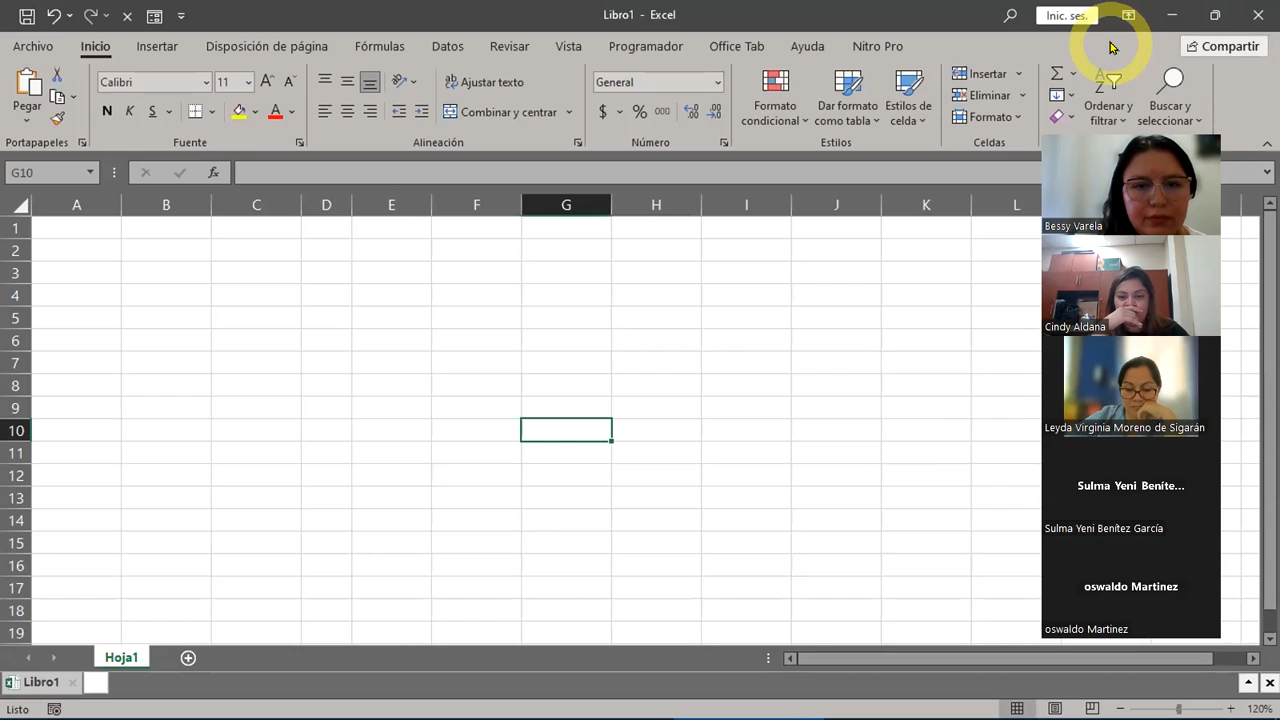 Libro1 - Excel
Inic. ses.
Archivo Inicio Insertar Fórmulas Disposición de página Datos Revisar Vista Programador Office Tab Ayuda Nitro Pro Compartir
Calibri 11 Ajustar texto General Insertar
Pegar N K S A Combinar y centrar $ % 000 Formato condicional Dar formato como tabla Estilos de celda Eliminar Formato Ordenar y filtrar Buscar y seleccionar
Portapapeles Fuente Alineación Número Estilos Celdas
G10 fx
A B C D E F G H I J K L
1
2
3
4
5
6
7
8
9
10
11
12
13
14
15
16
17
18
19
Bessy Varela
Cindy Aldana
Leyda Virginia Moreno de Sigarán
Sulma Yeni Beníte...
Sulma Yeni Benítez García
oswaldo Martinez
oswaldo Martinez
Hoja1
Libro1
Listo 120%